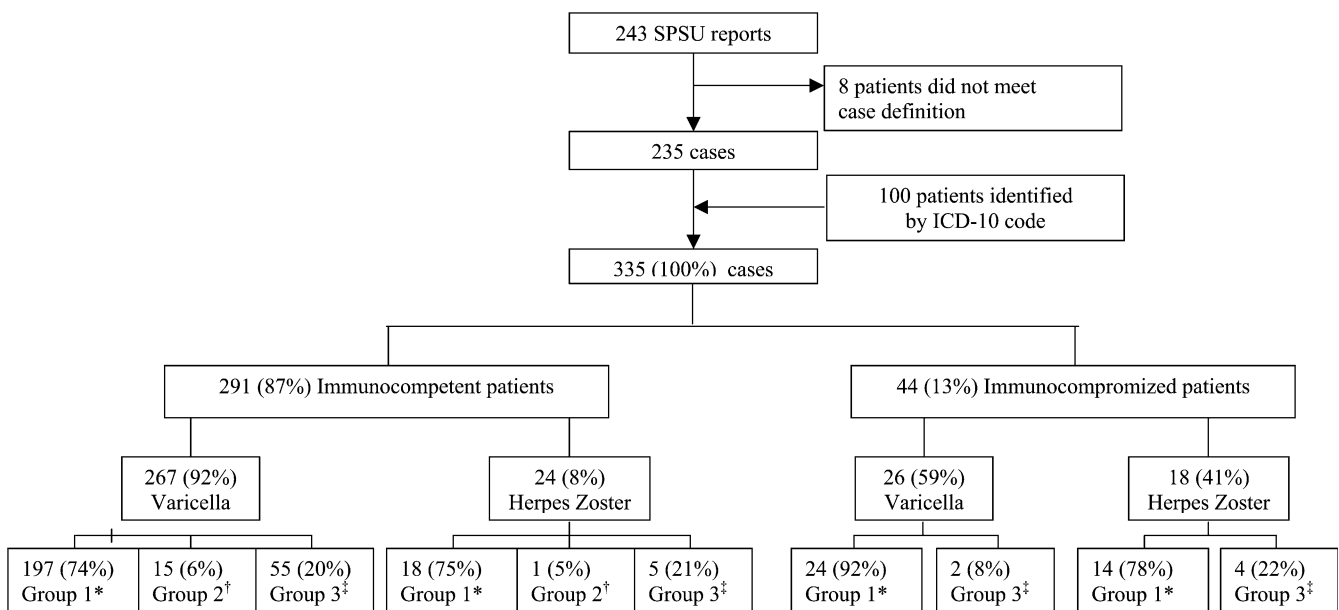 243 SPSU reports
8 patients did not meet
case definition
235 cases
100 patients identified
by ICD-10 code
335 (100%) cases
291 (87%) Immunocompetent patients
44 (13%) Immunocompromized patients
267 (92%)
Varicella
24 (8%)
Herpes Zoster
26 (59%)
Varicella
18 (41%)
Herpes Zoster
197 (74%)
Group 1*
15 (6%)
Group 2†
55 (20%)
Group 3‡
18 (75%)
Group 1*
1 (5%)
Group 2†
5 (21%)
Group 3‡
24 (92%)
Group 1*
2 (8%)
Group 3‡
14 (78%)
Group 1*
4 (22%)
Group 3‡